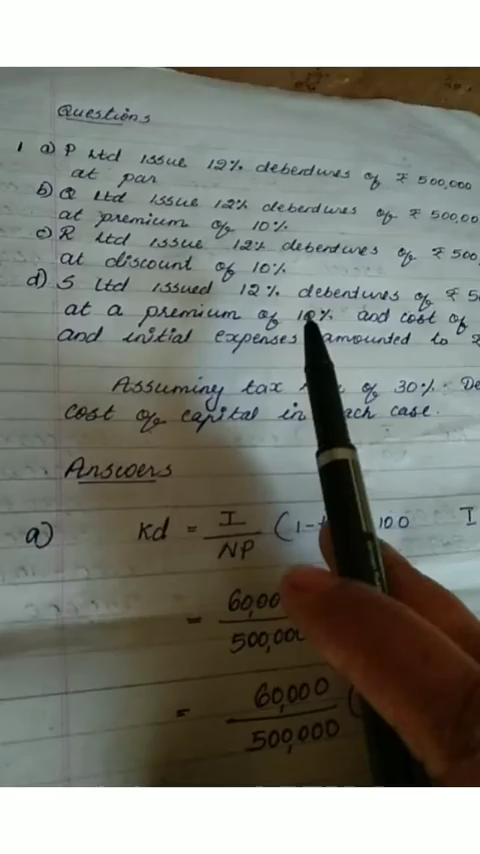 Questions
1 a) P Ltd issue 12% debentures of ₹ 500,000
at par
b) Q Ltd issue 12% debentures of ₹ 500,00
at premium of 10%
c) R Ltd issue 12% debentures of ₹ 500,
at discount of 10%
d) S Ltd issued 12% debentures of ₹ 5
at a premium of 10% and cost of
and initial expenses amounted to ₹
Assuming tax of 30%. De
cost of capital in each case.
Answers
a) Kd = I/NP (1-t 100 I
= 60,00/500,000
= 60,000/500,000 (